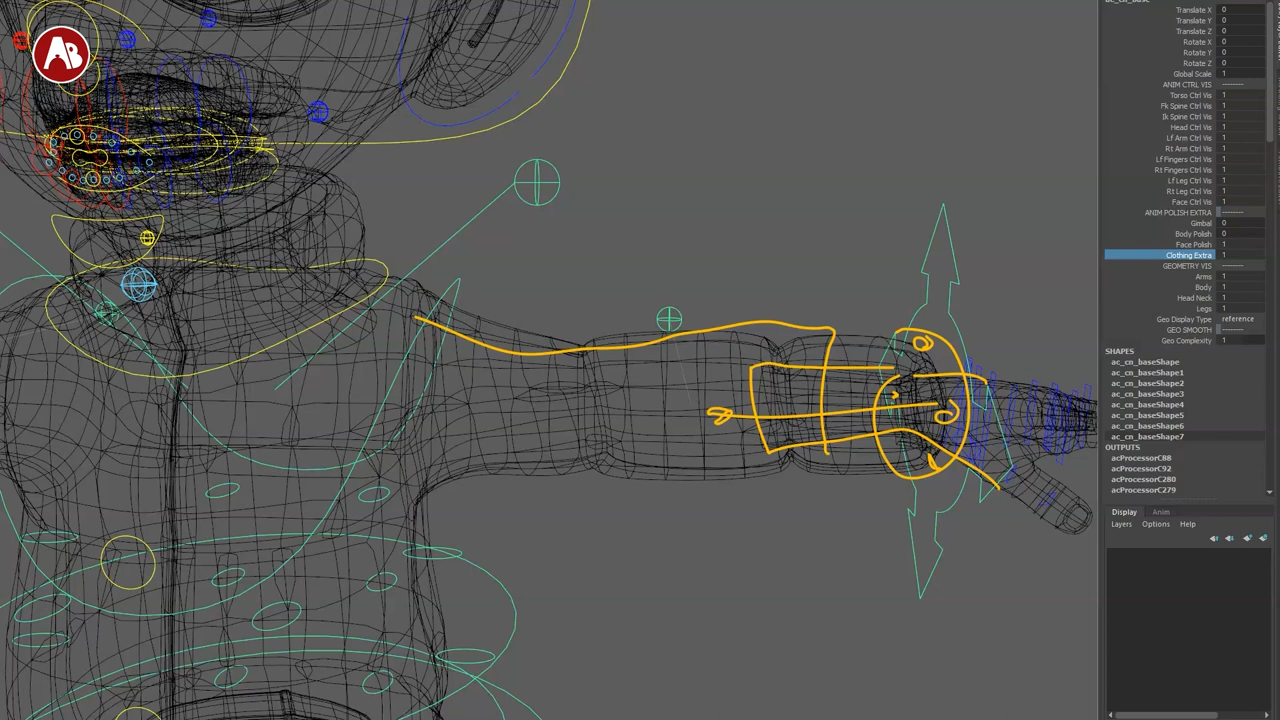 AB
ac_cn_base
Translate X 0
Translate Y 0
Translate Z 0
Rotate X 0
Rotate Y 0
Rotate Z 0
Global Scale 1
ANIM CTRL VIS ---------
Torso Ctrl Vis 1
Fk Spine Ctrl Vis 1
Ik Spine Ctrl Vis 1
Head Ctrl Vis 1
Lf Arm Ctrl Vis 1
Rt Arm Ctrl Vis 1
Lf Fingers Ctrl Vis 1
Rt Fingers Ctrl Vis 1
Lf Leg Ctrl Vis 1
Rt Leg Ctrl Vis 1
Face Ctrl Vis 1
ANIM POLISH EXTRA ---------
Gimbal 0
Body Polish 0
Face Polish 1
Clothing Extra 1
GEOMETRY VIS ---------
Arms 1
Body 1
Head Neck 1
Legs 1
Geo Display Type reference
GEO SMOOTH ---------
Geo Complexity 1
SHAPES
ac_cn_baseShape
ac_cn_baseShape1
ac_cn_baseShape2
ac_cn_baseShape3
ac_cn_baseShape4
ac_cn_baseShape5
ac_cn_baseShape6
ac_cn_baseShape7
OUTPUTS
acProcessorC88
acProcessorC92
acProcessorC280
acProcessorC279
Display Anim
Layers Options Help